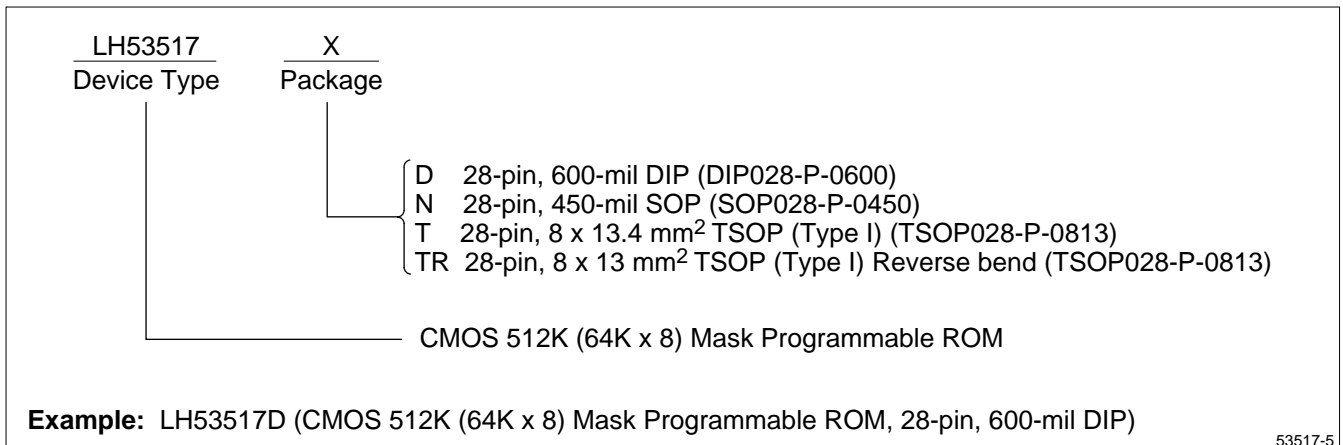 LH53517 X
Device Type Package
D 28-pin, 600-mil DIP (DIP028-P-0600)
N 28-pin, 450-mil SOP (SOP028-P-0450)
T 28-pin, 8 x 13.4 mm² TSOP (Type I) (TSOP028-P-0813)
TR 28-pin, 8 x 13 mm² TSOP (Type I) Reverse bend (TSOP028-P-0813)
CMOS 512K (64K x 8) Mask Programmable ROM
Example: LH53517D (CMOS 512K (64K x 8) Mask Programmable ROM, 28-pin, 600-mil DIP)
53517-5